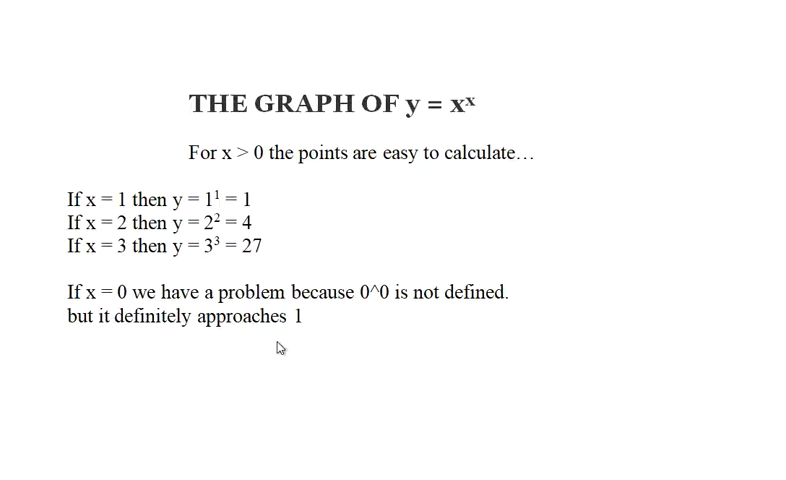 THE GRAPH OF y = xˣ
For x > 0 the points are easy to calculate…
If x = 1 then y = 1¹ = 1
If x = 2 then y = 2² = 4
If x = 3 then y = 3³ = 27
If x = 0 we have a problem because 0^0 is not defined.
but it definitely approaches 1